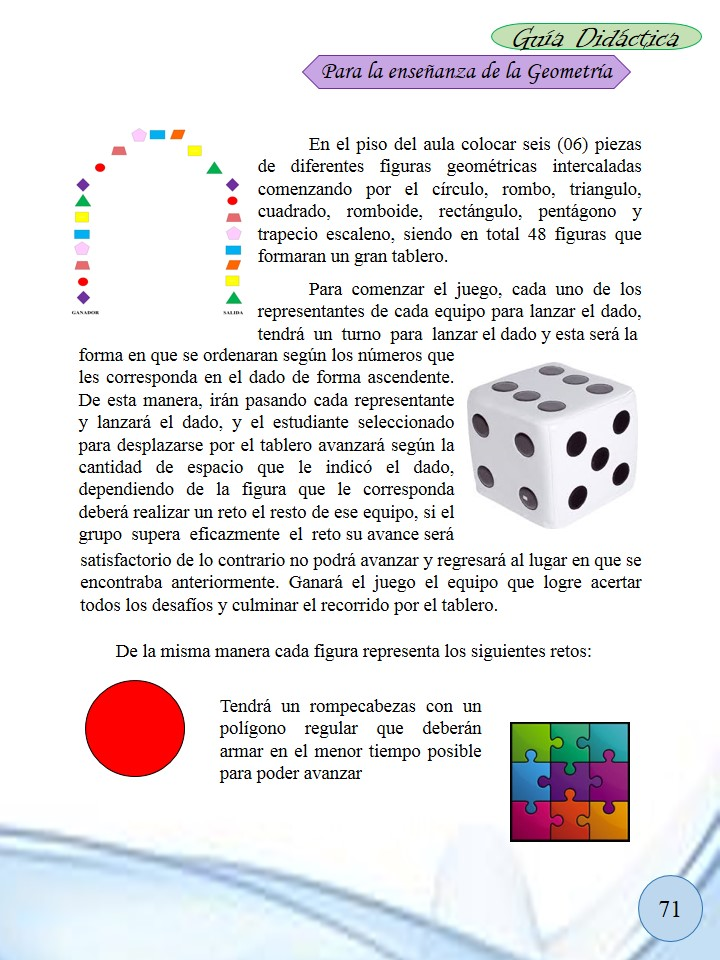 Guía Didáctica
Para la enseñanza de la Geometría
En el piso del aula colocar seis (06) piezas
de diferentes figuras geométricas intercaladas
comenzando por el círculo, rombo, triangulo,
cuadrado, romboide, rectángulo, pentágono y
trapecio escaleno, siendo en total 48 figuras que
formaran un gran tablero.
GANADOR
SALIDA
Para comenzar el juego, cada uno de los
representantes de cada equipo para lanzar el dado,
tendrá un turno para lanzar el dado y esta será la
forma en que se ordenaran según los números que
les corresponda en el dado de forma ascendente.
De esta manera, irán pasando cada representante
y lanzará el dado, y el estudiante seleccionado
para desplazarse por el tablero avanzará según la
cantidad de espacio que le indicó el dado,
dependiendo de la figura que le corresponda
deberá realizar un reto el resto de ese equipo, si el
grupo supera eficazmente el reto su avance será
satisfactorio de lo contrario no podrá avanzar y regresará al lugar en que se
encontraba anteriormente. Ganará el juego el equipo que logre acertar
todos los desafíos y culminar el recorrido por el tablero.
De la misma manera cada figura representa los siguientes retos:
Tendrá un rompecabezas con un
polígono regular que deberán
armar en el menor tiempo posible
para poder avanzar
71